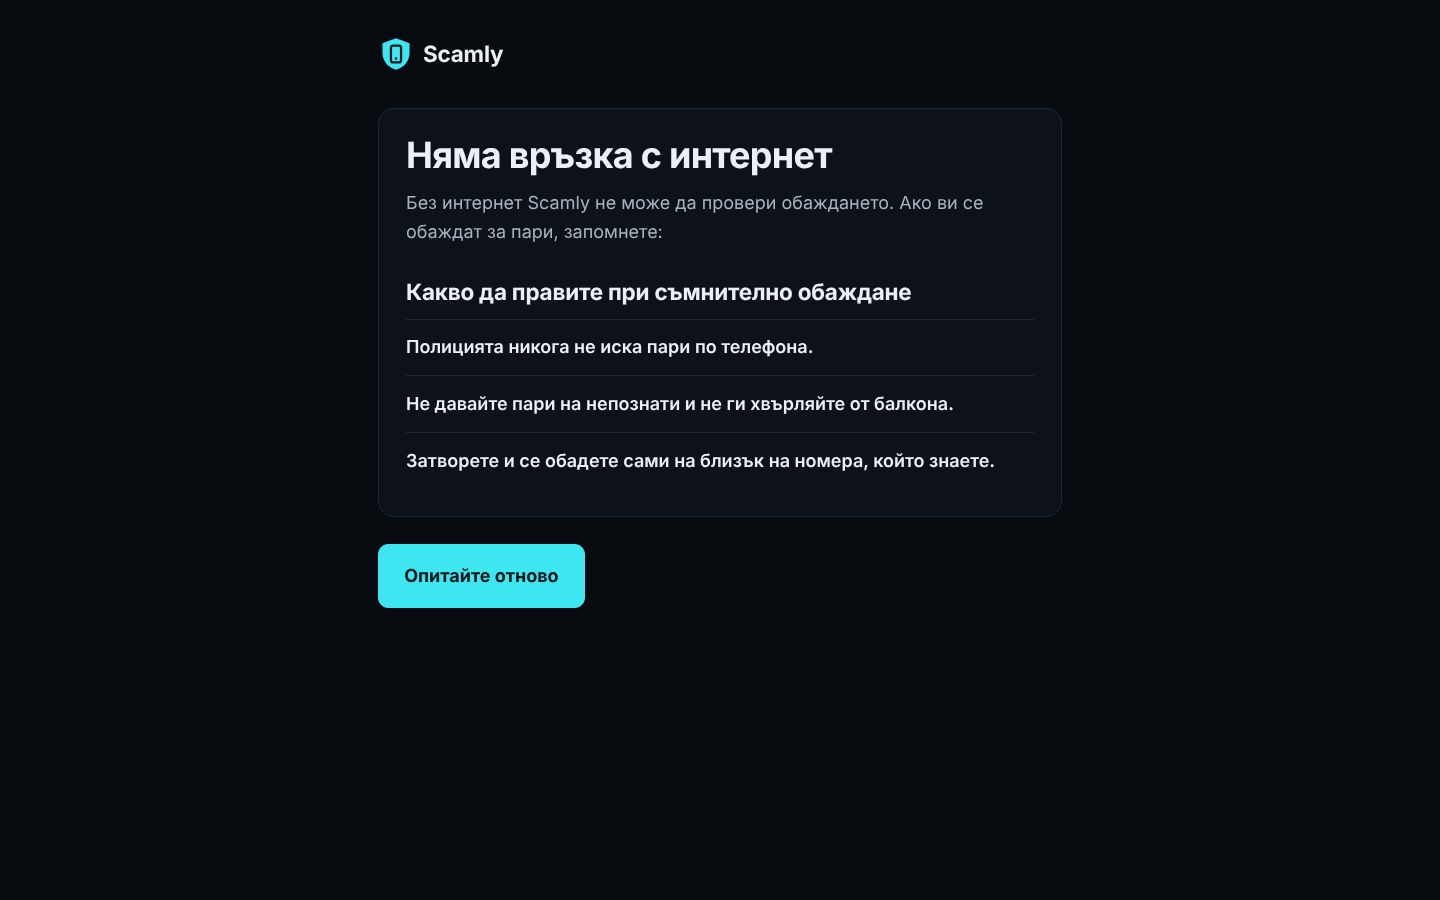 Scamly
Няма връзка с интернет
Без интернет Scamly не може да провери обаждането. Ако ви се
обаждат за пари, запомнете:
Какво да правите при съмнително обаждане
Полицията никога не иска пари по телефона.
Не давайте пари на непознати и не ги хвърляйте от балкона.
Затворете и се обадете сами на близък на номера, който знаете.
Опитайте отново